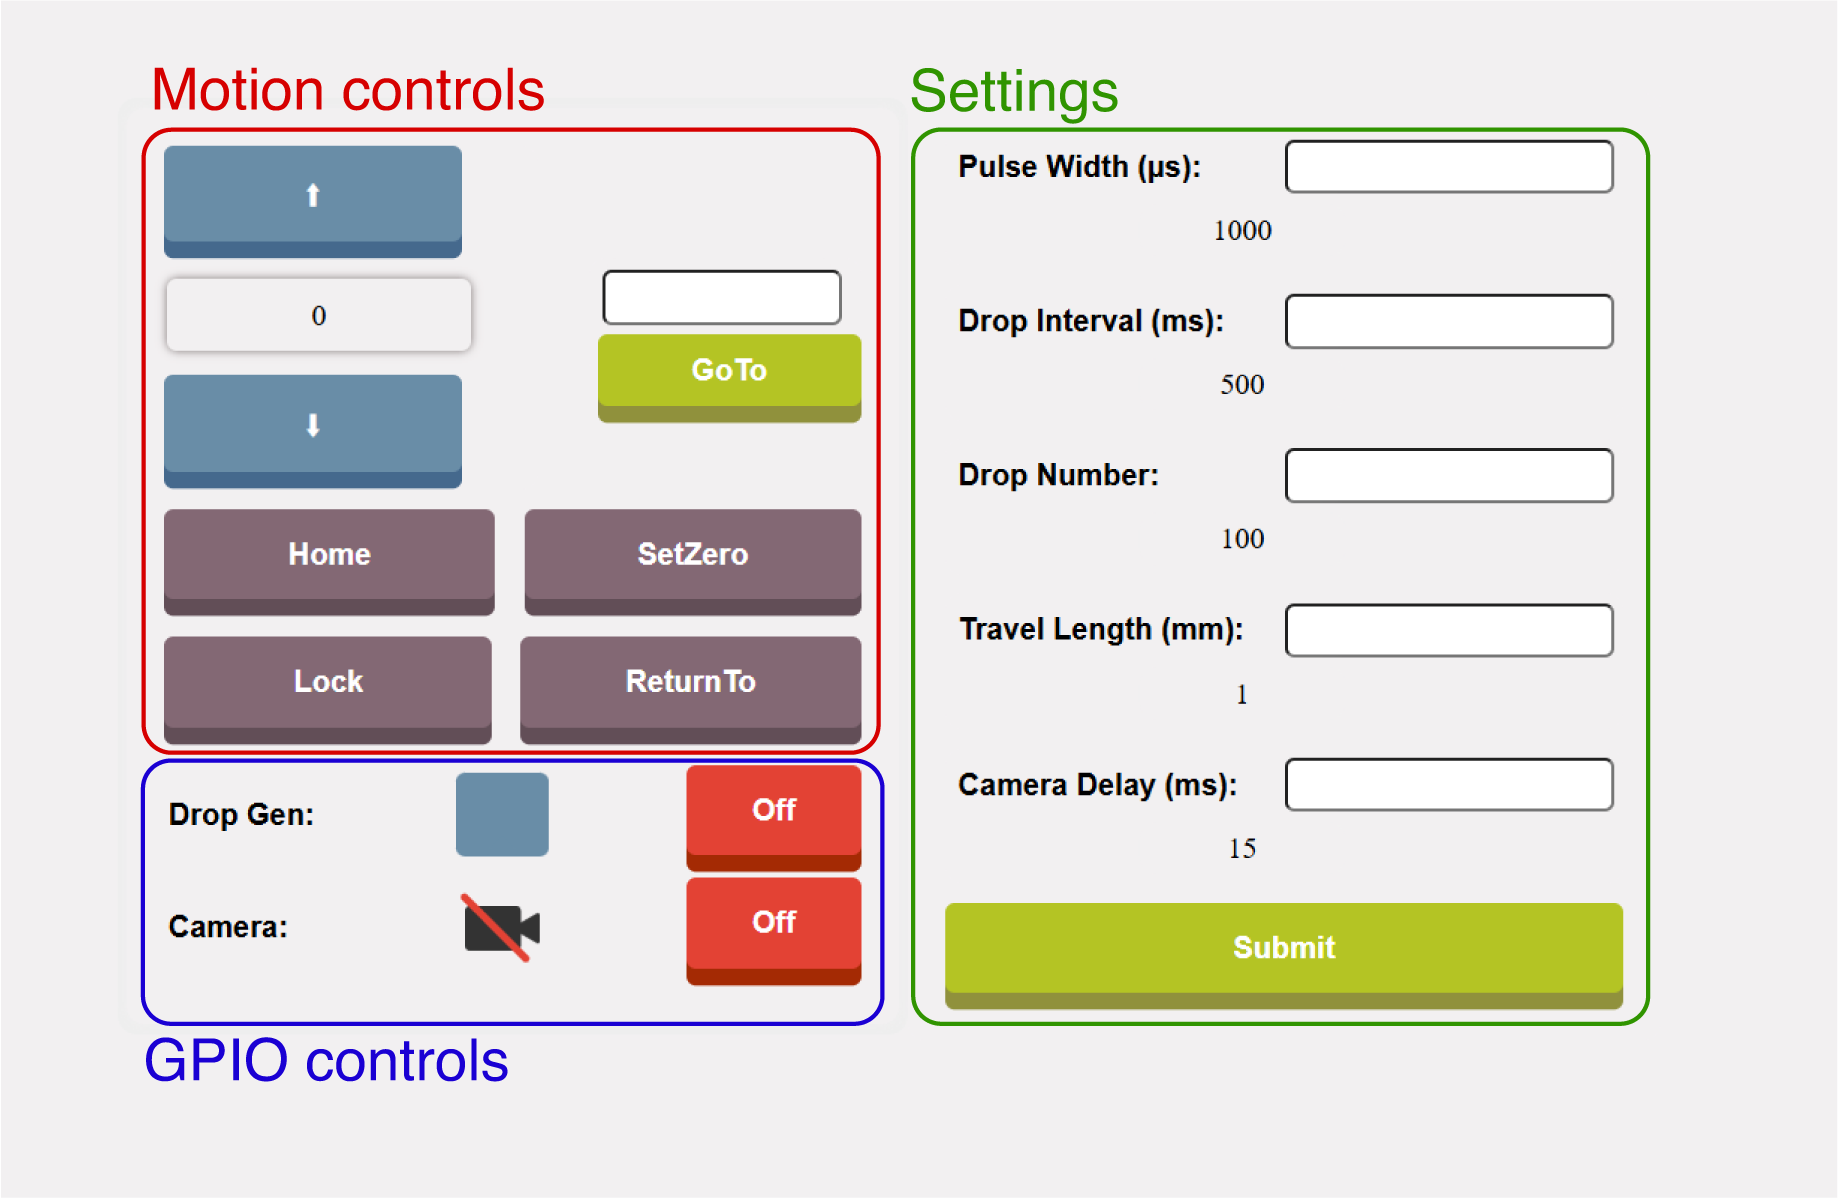 Motion controls
⬆
0
GoTo
⬇
Home
SetZero
Lock
ReturnTo
Drop Gen:
Off
Camera:
Off
GPIO controls
Settings
Pulse Width (µs):
1000
Drop Interval (ms):
500
Drop Number:
100
Travel Length (mm):
1
Camera Delay (ms):
15
Submit